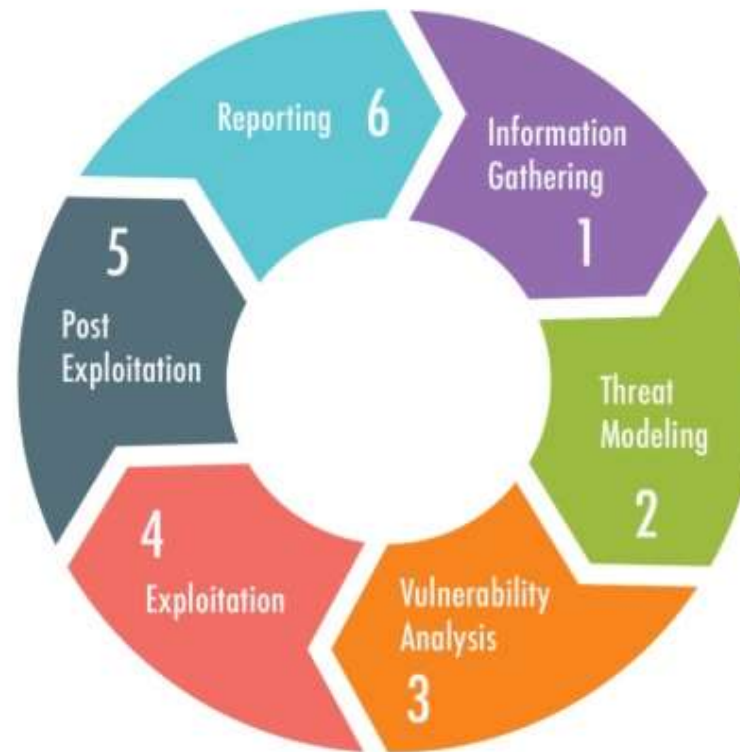 Information
Gathering
1
Threat
Modeling
2
Vulnerability
Analysis
3
4
Exploitation
5
Post
Exploitation
Reporting 6